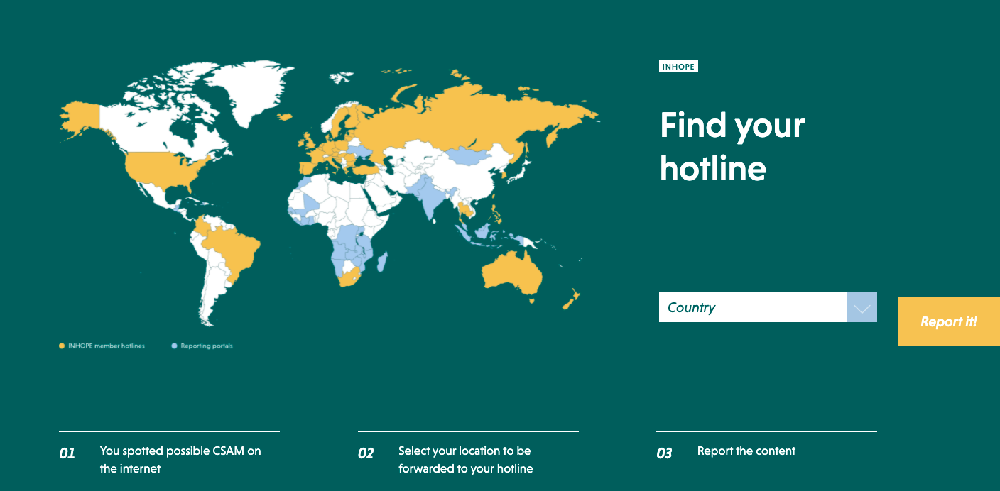 INHOPE
Find your
hotline
Country
Report it!
INHOPE member hotlines
Reporting portals
01
You spotted possible CSAM on
the internet
02
Select your location to be
forwarded to your hotline
03
Report the content